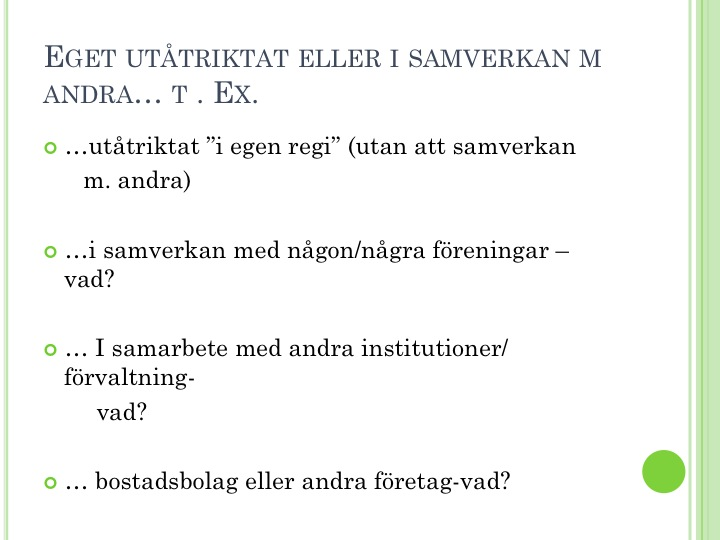 Eget utåtriktat eller i samverkan m
andra… t . Ex.
…utåtriktat ”i egen regi” (utan att samverkan
m. andra)
…i samverkan med någon/några föreningar –
vad?
… I samarbete med andra institutioner/
förvaltning-
vad?
… bostadsbolag eller andra företag-vad?